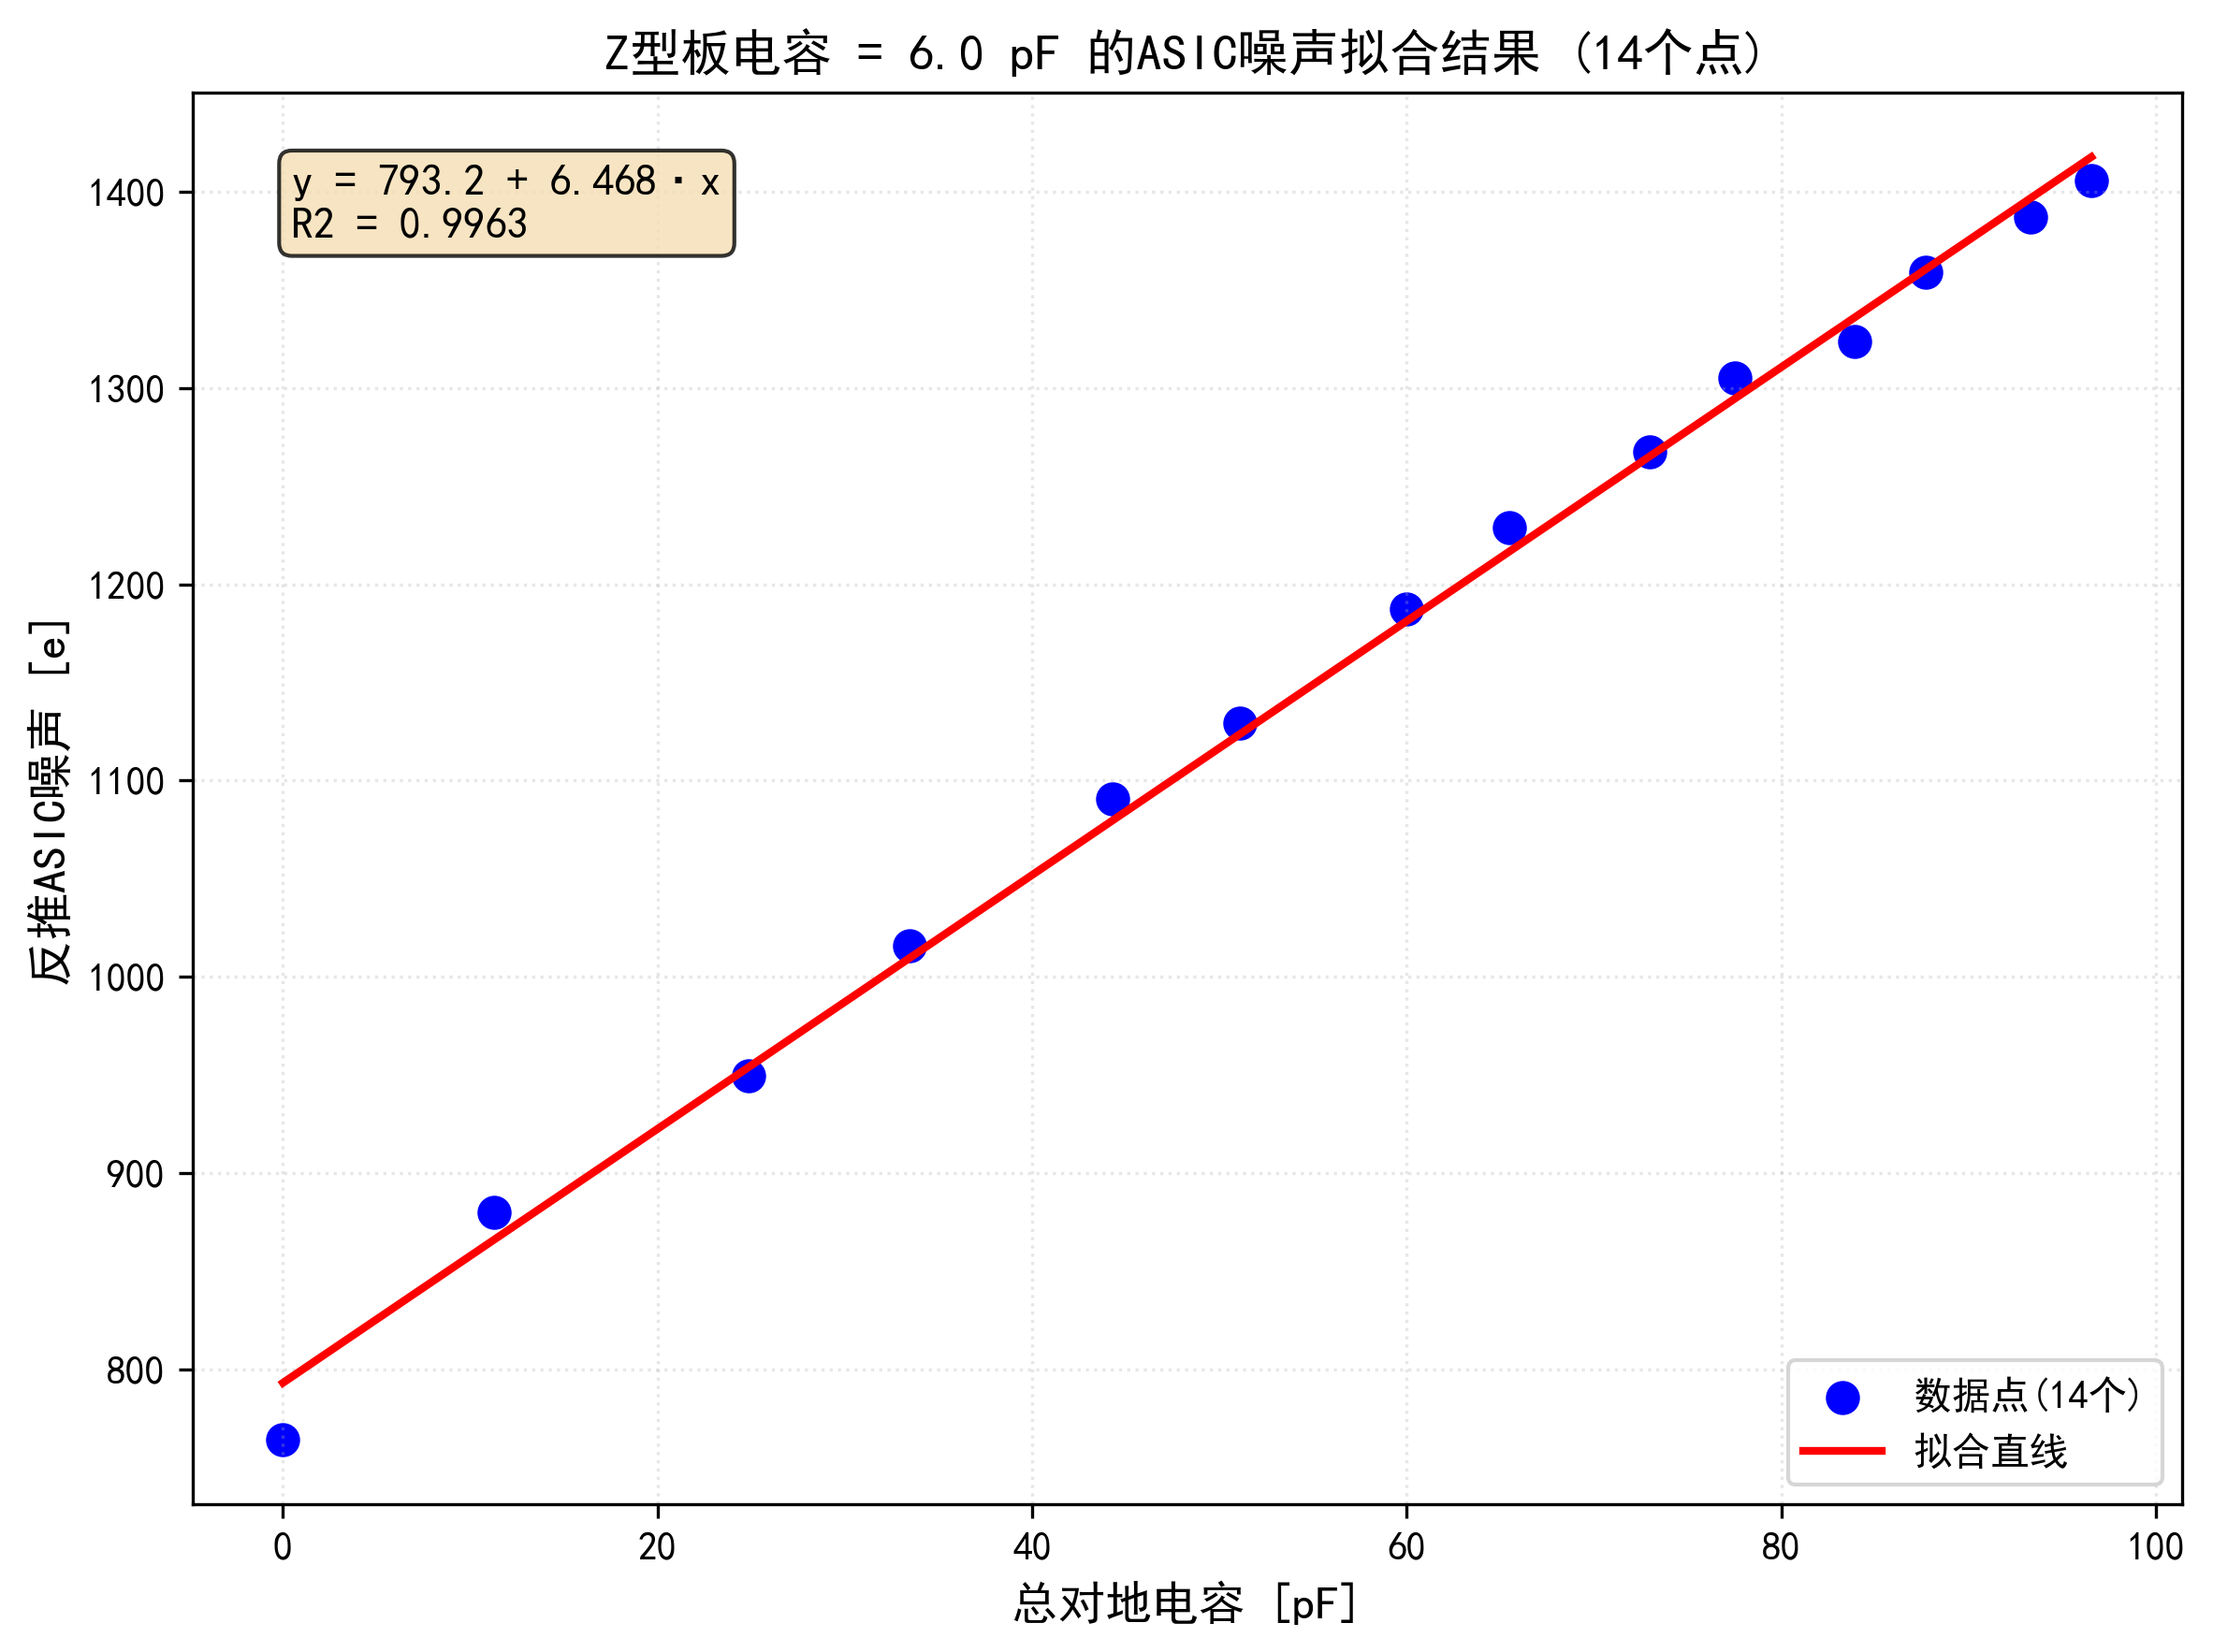 Z型板电容 = 6.0 pF 的ASIC噪声拟合结果 (14个点)
y = 793.2 + 6.468·x
R2 = 0.9963
1400
1300
1200
1100
1000
900
800
反推ASIC噪声 [e]
数据点(14个)
拟合直线
0 20 40 60 80 100
总对地电容 [pF]